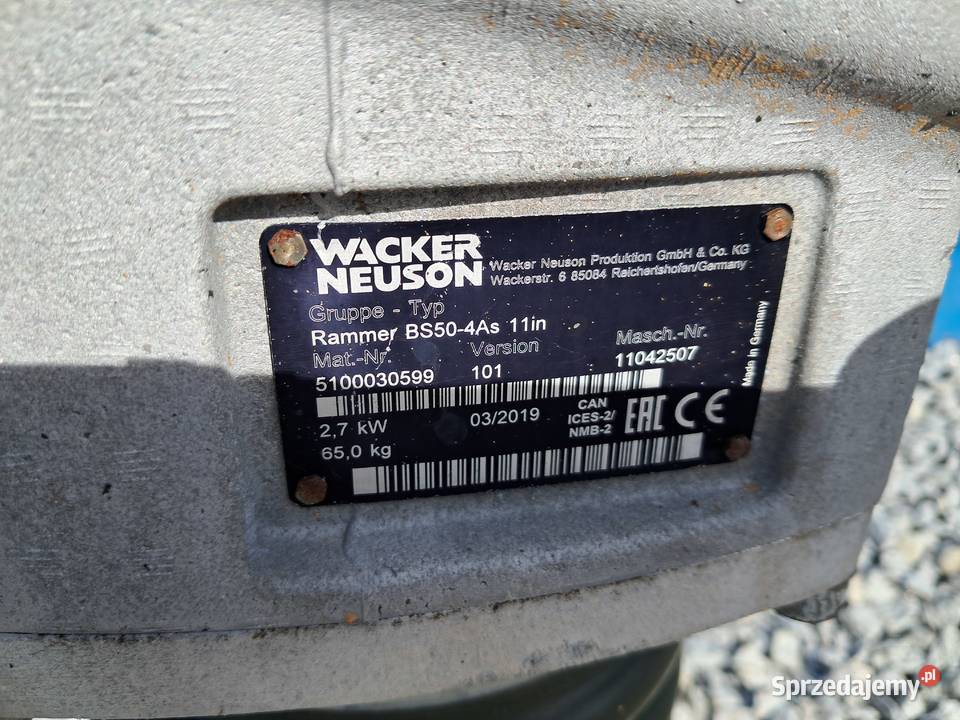 WACKER
NEUSON
Wacker Neuson Produktion GmbH & Co. KG
Wackerstr. 6 85084 Reichertshofen/Germany
Gruppe - Typ
Rammer BS50-4As 11in
Mat.-Nr. Version Masch.-Nr.
5100030599 101 11042507
2,7 kW 03/2019
CAN
ICES-2/
NMB-2
EAC CE
65,0 kg
Made in Germany
Sprzedajemy.pl